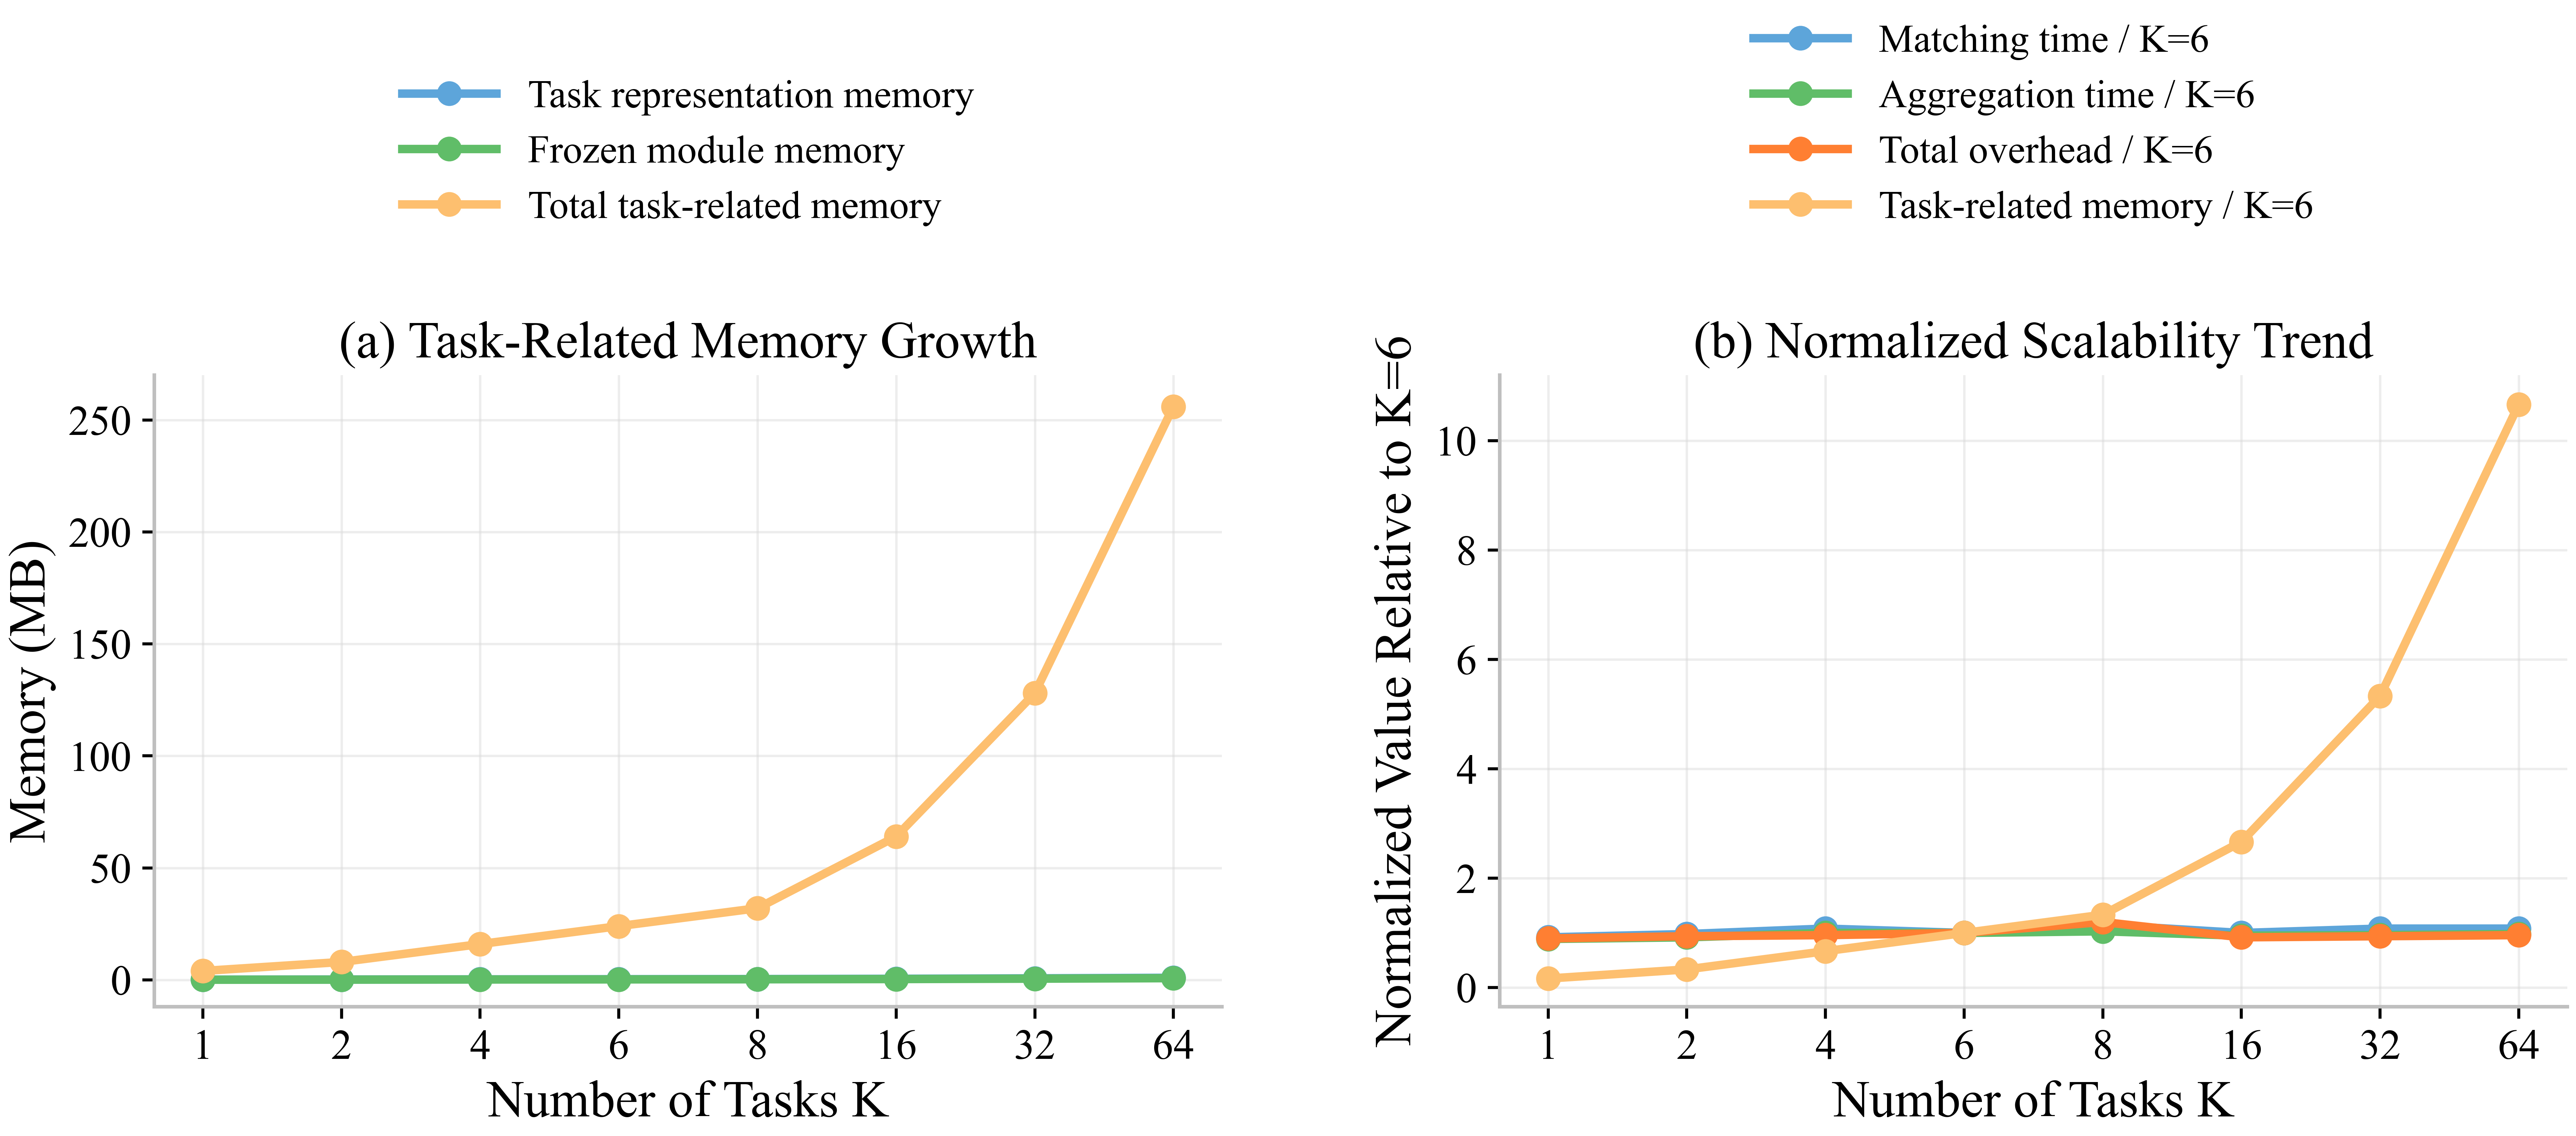 Task representation memory
Frozen module memory
Total task-related memory
(a) Task-Related Memory Growth
Memory (MB)
250
200
150
100
50
0
1 2 4 6 8 16 32 64
Number of Tasks K
Matching time / K=6
Aggregation time / K=6
Total overhead / K=6
Task-related memory / K=6
(b) Normalized Scalability Trend
Normalized Value Relative to K=6
10
8
6
4
2
0
1 2 4 6 8 16 32 64
Number of Tasks K